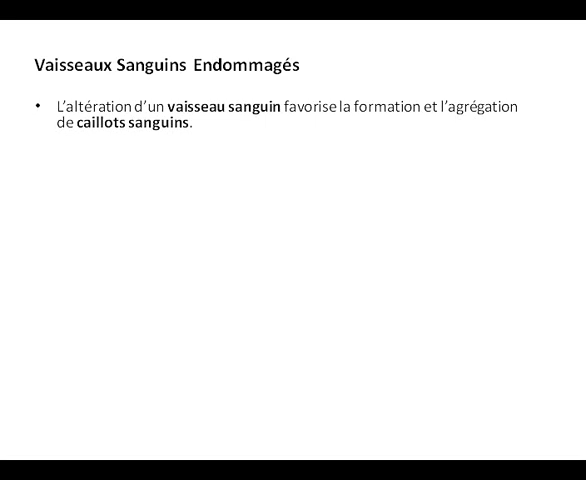 Vaisseaux Sanguins Endommagés
• L’altération d’un vaisseau sanguin favorise la formation et l’agrégation
de caillots sanguins.